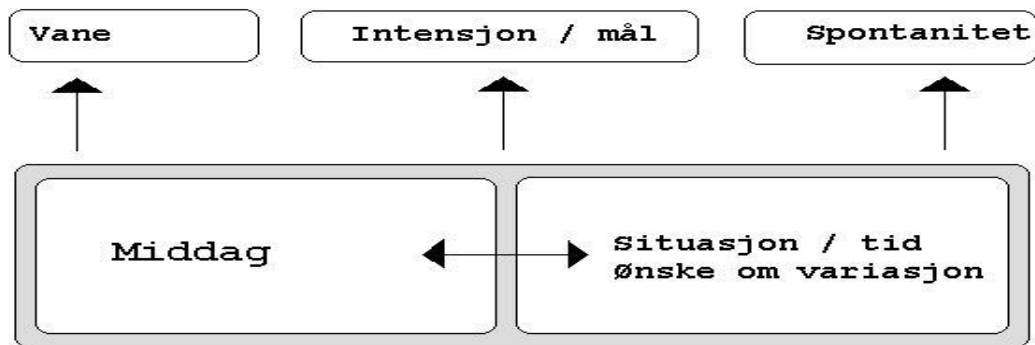 Vane
Intensjon / mål
Spontanitet
Middag
Situasjon / tid
Ønske om variasjon